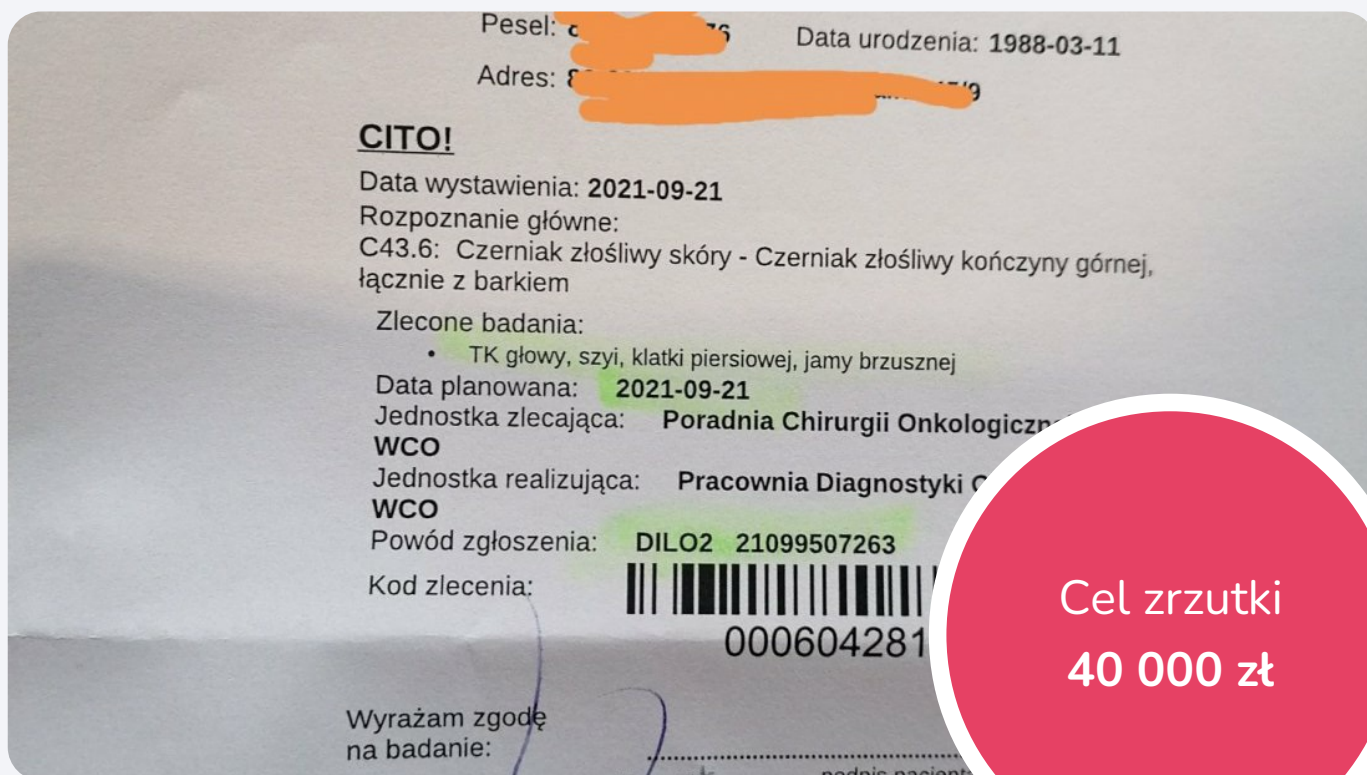 Pesel:
Data urodzenia: 1988-03-11
Adres:
CITO!
Data wystawienia: 2021-09-21
Rozpoznanie główne:
C43.6: Czerniak złośliwy skóry - Czerniak złośliwy kończyny górnej,
łącznie z barkiem
Zlecone badania:
• TK głowy, szyi, klatki piersiowej, jamy brzusznej
Data planowana: 2021-09-21
Jednostka zlecająca: Poradnia Chirurgii
WCO
Jednostka realizująca: Pracownia Diagnostyki
WCO
Powód zgłoszenia: DILO2 21099507263
Kod zlecenia:
000604281
Cel zrzutki
40 000 zł
Wyrażam zgodę
na badanie: